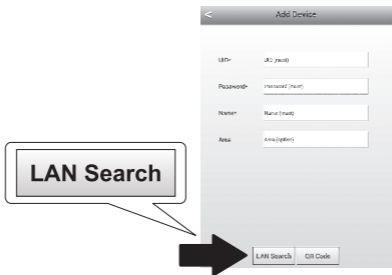 < Add Device
UID* UID (must)
Password* Password (must)
Name* Name (must)
Area Area (option)
LAN Search
LAN Search QR Code